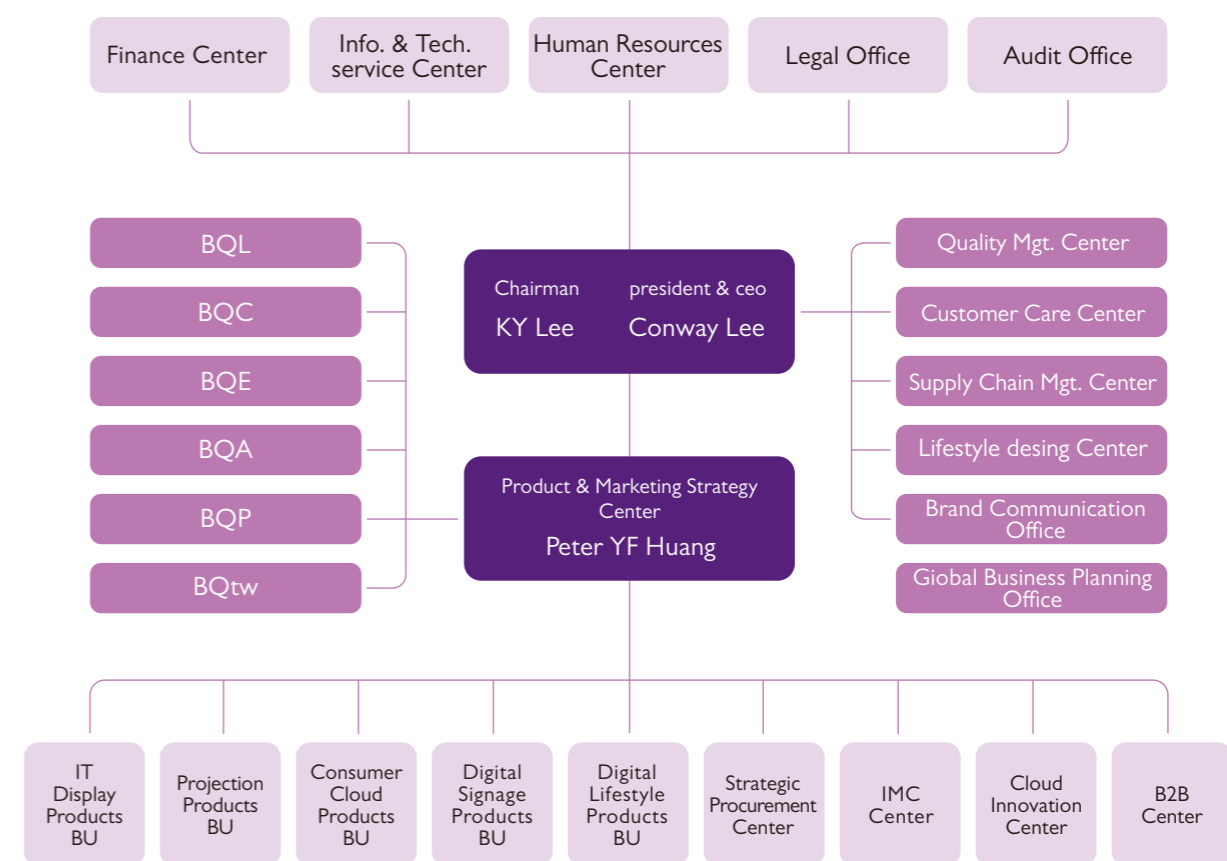 Finance Center
Info. & Tech.
service Center
Human Resources
Center
Legal Office
Audit Office
BQL
BQC
BQE
BQA
BQP
BQtw
Chairman
KY Lee
president & ceo
Conway Lee
Product & Marketing Strategy
Center
Peter YF Huang
Quality Mgt. Center
Customer Care Center
Supply Chain Mgt. Center
Lifestyle desing Center
Brand Communication
Office
Giobal Business Planning
Office
IT
Display
Products
BU
Projection
Products
BU
Consumer
Cloud
Products
BU
Digital
Signage
Products
BU
Digital
Lifestyle
Products
BU
Strategic
Procurement
Center
IMC
Center
Cloud
Innovation
Center
B2B
Center